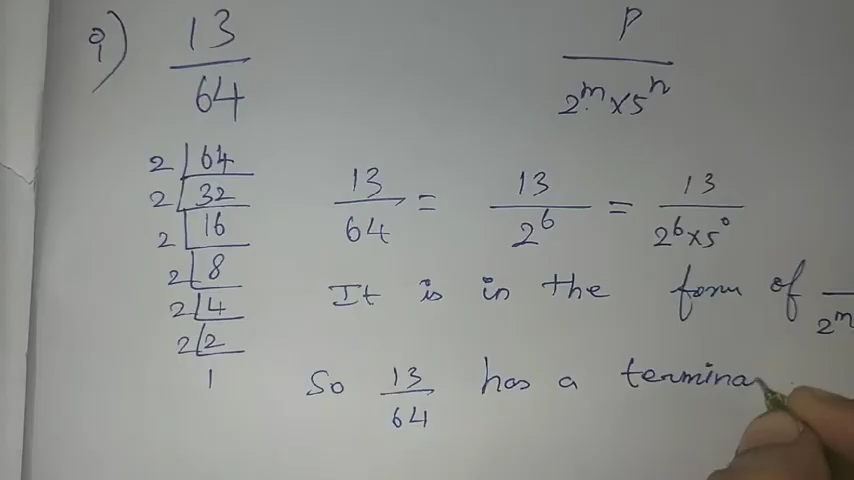 i) 13/64
p/(2^m × 5^n)
2 | 64
2 | 32
2 | 16
2 | 8
2 | 4
2 | 2
1
13/64 = 13/2^6 = 13/(2^6 × 5^0)
It is in the form of /2^m
So 13/64 has a termina